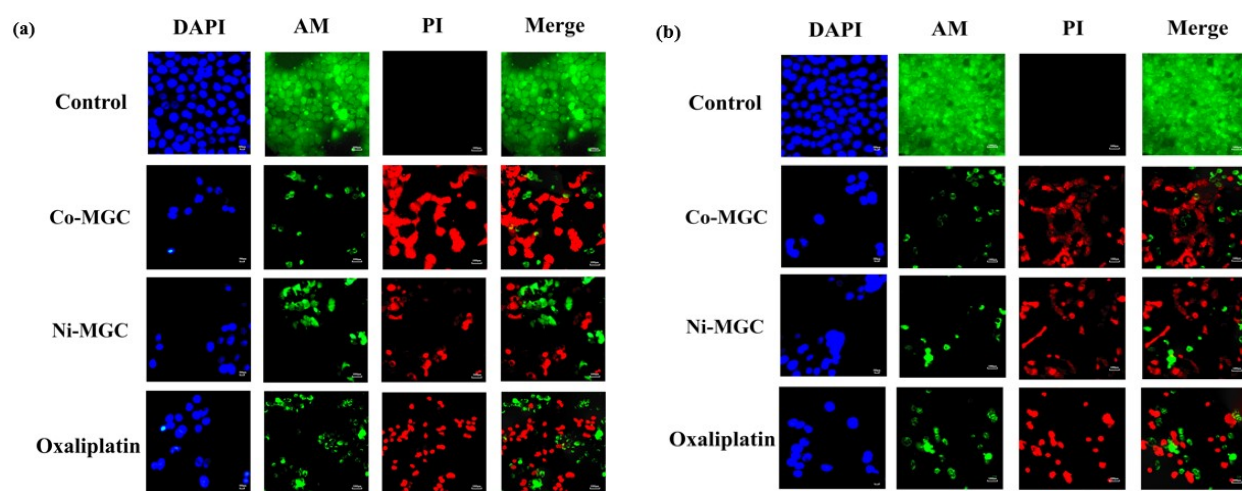 (a) DAPI AM PI Merge
Control
Co-MGC
Ni-MGC
Oxaliplatin
(b) DAPI AM PI Merge
Control
Co-MGC
Ni-MGC
Oxaliplatin